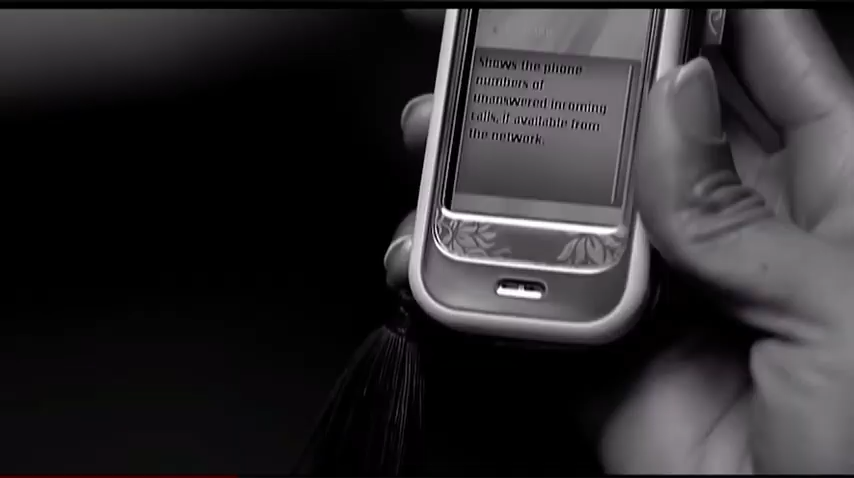 Shows the phone
numbers of
unanswered incoming
calls, if available from
the network.